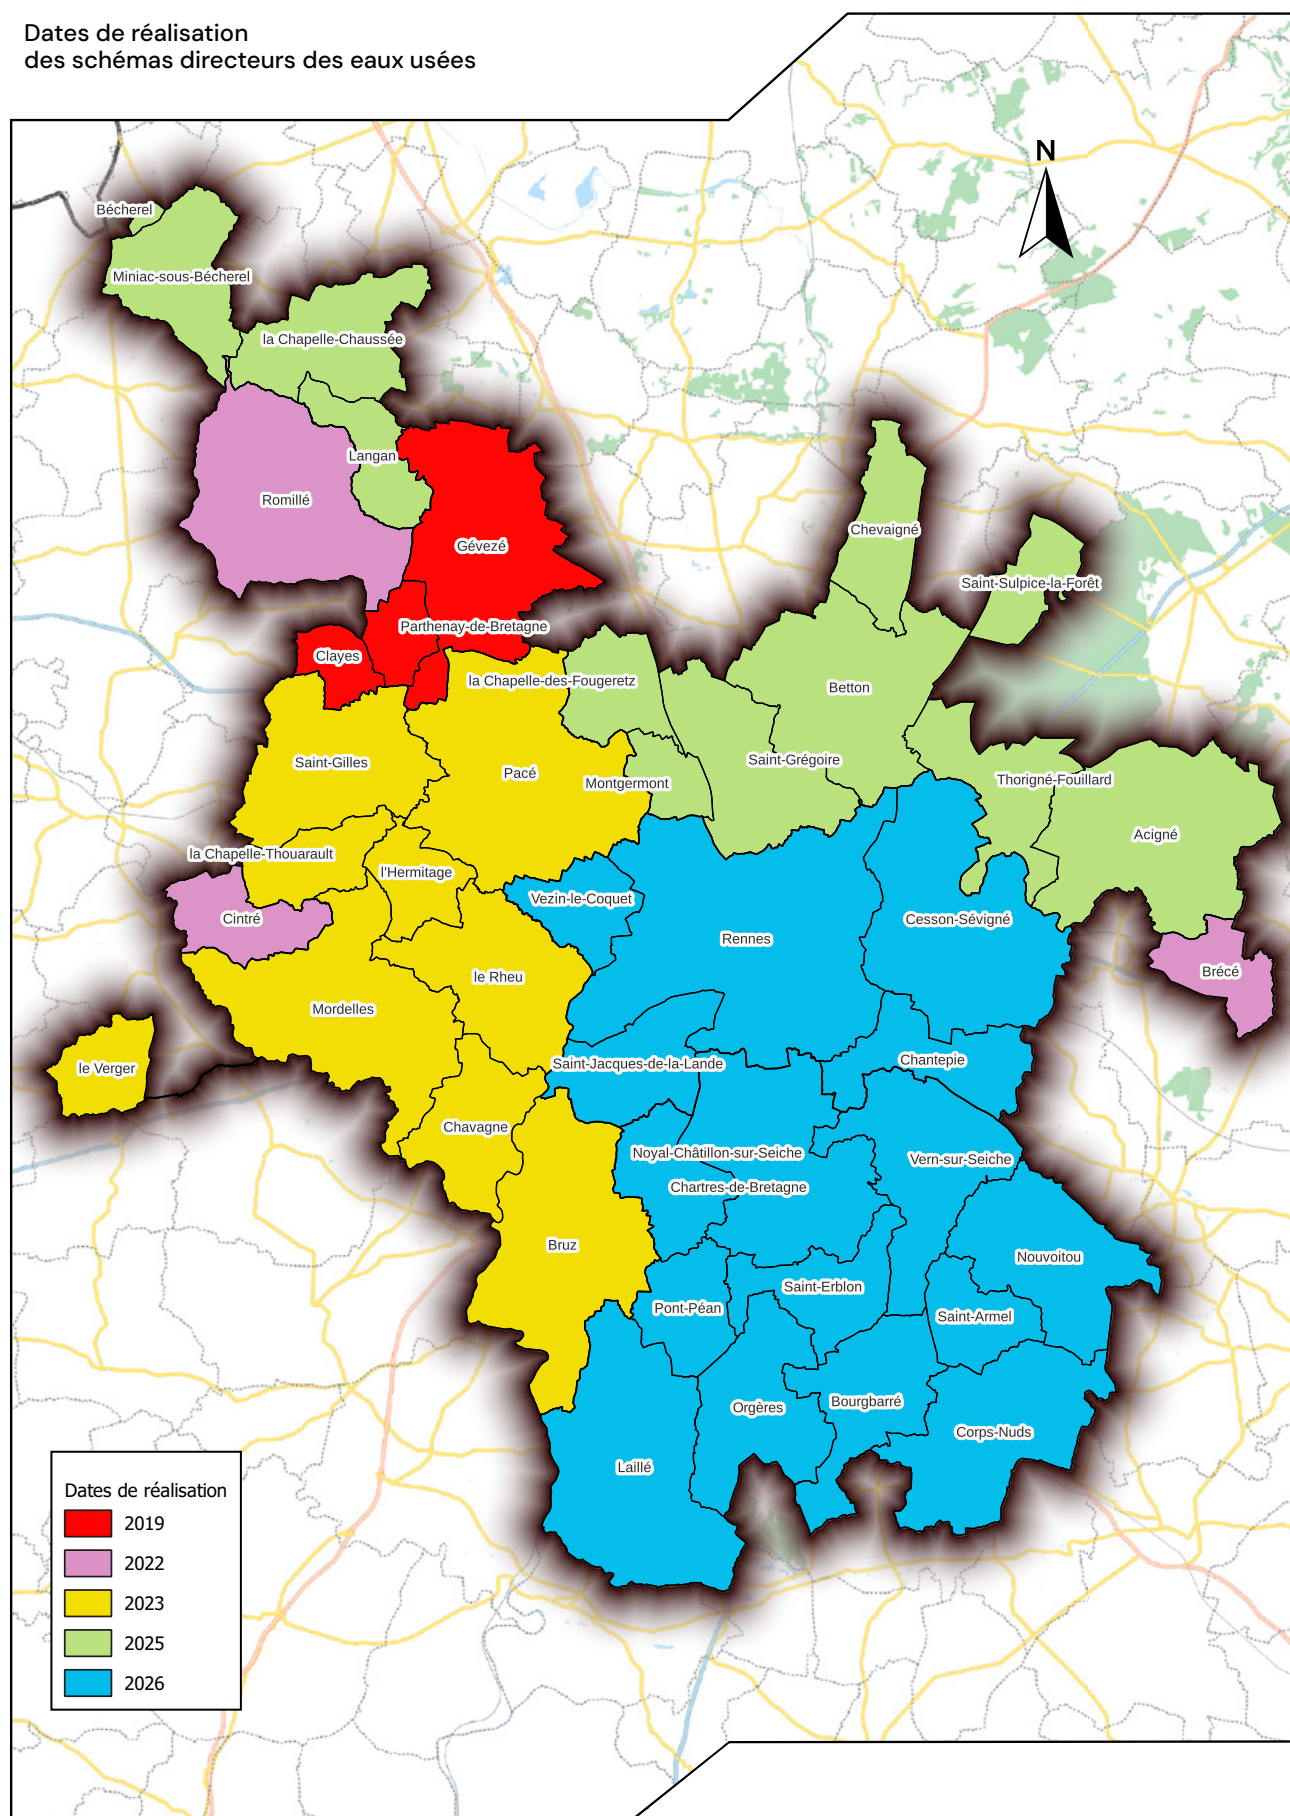 Dates de réalisation
des schémas directeurs des eaux usées
N
Bécherel
Miniac-sous-Bécherel
la Chapelle-Chaussée
Langan
Romillé
Gévezé
Chevaigné
Saint-Sulpice-la-Forêt
Parthenay-de-Bretagne
Clayes
la Chapelle-des-Fougeretz
Betton
Saint-Gilles
Pacé
Montgermont
Saint-Grégoire
Thorigné-Fouillard
Acigné
la Chapelle-Thouarault
l'Hermitage
Vezin-le-Coquet
Cintré
Rennes
Cesson-Sévigné
Brécé
le Rheu
Mordelles
le Verger
Saint-Jacques-de-la-Lande
Chantepie
Chavagne
Noyal-Châtillon-sur-Seiche
Vern-sur-Seiche
Chartres-de-Bretagne
Bruz
Nouvoitou
Saint-Erblon
Pont-Péan
Saint-Armel
Orgères
Bourgbarré
Corps-Nuds
Laillé
Dates de réalisation
2019
2022
2023
2025
2026